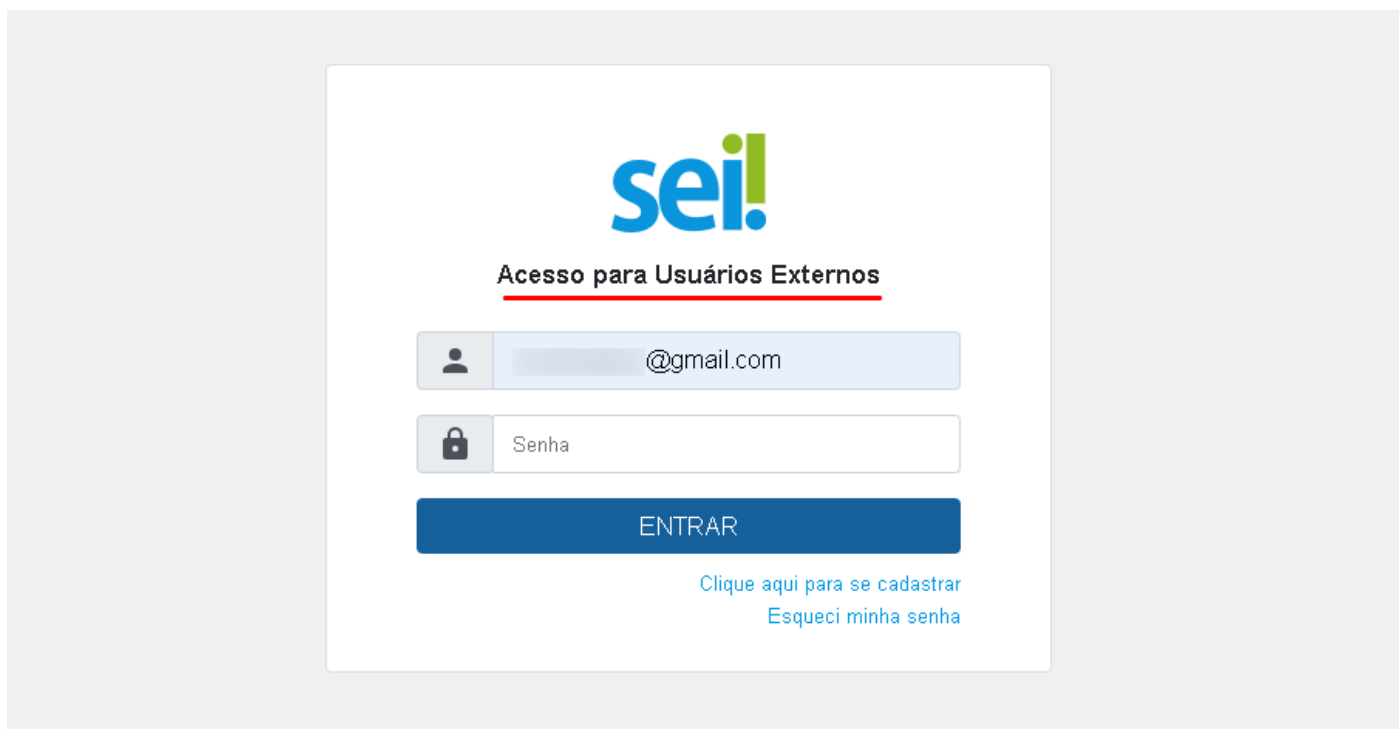 sei!
Acesso para Usuários Externos
@gmail.com
Senha
ENTRAR
Clique aqui para se cadastrar
Esqueci minha senha